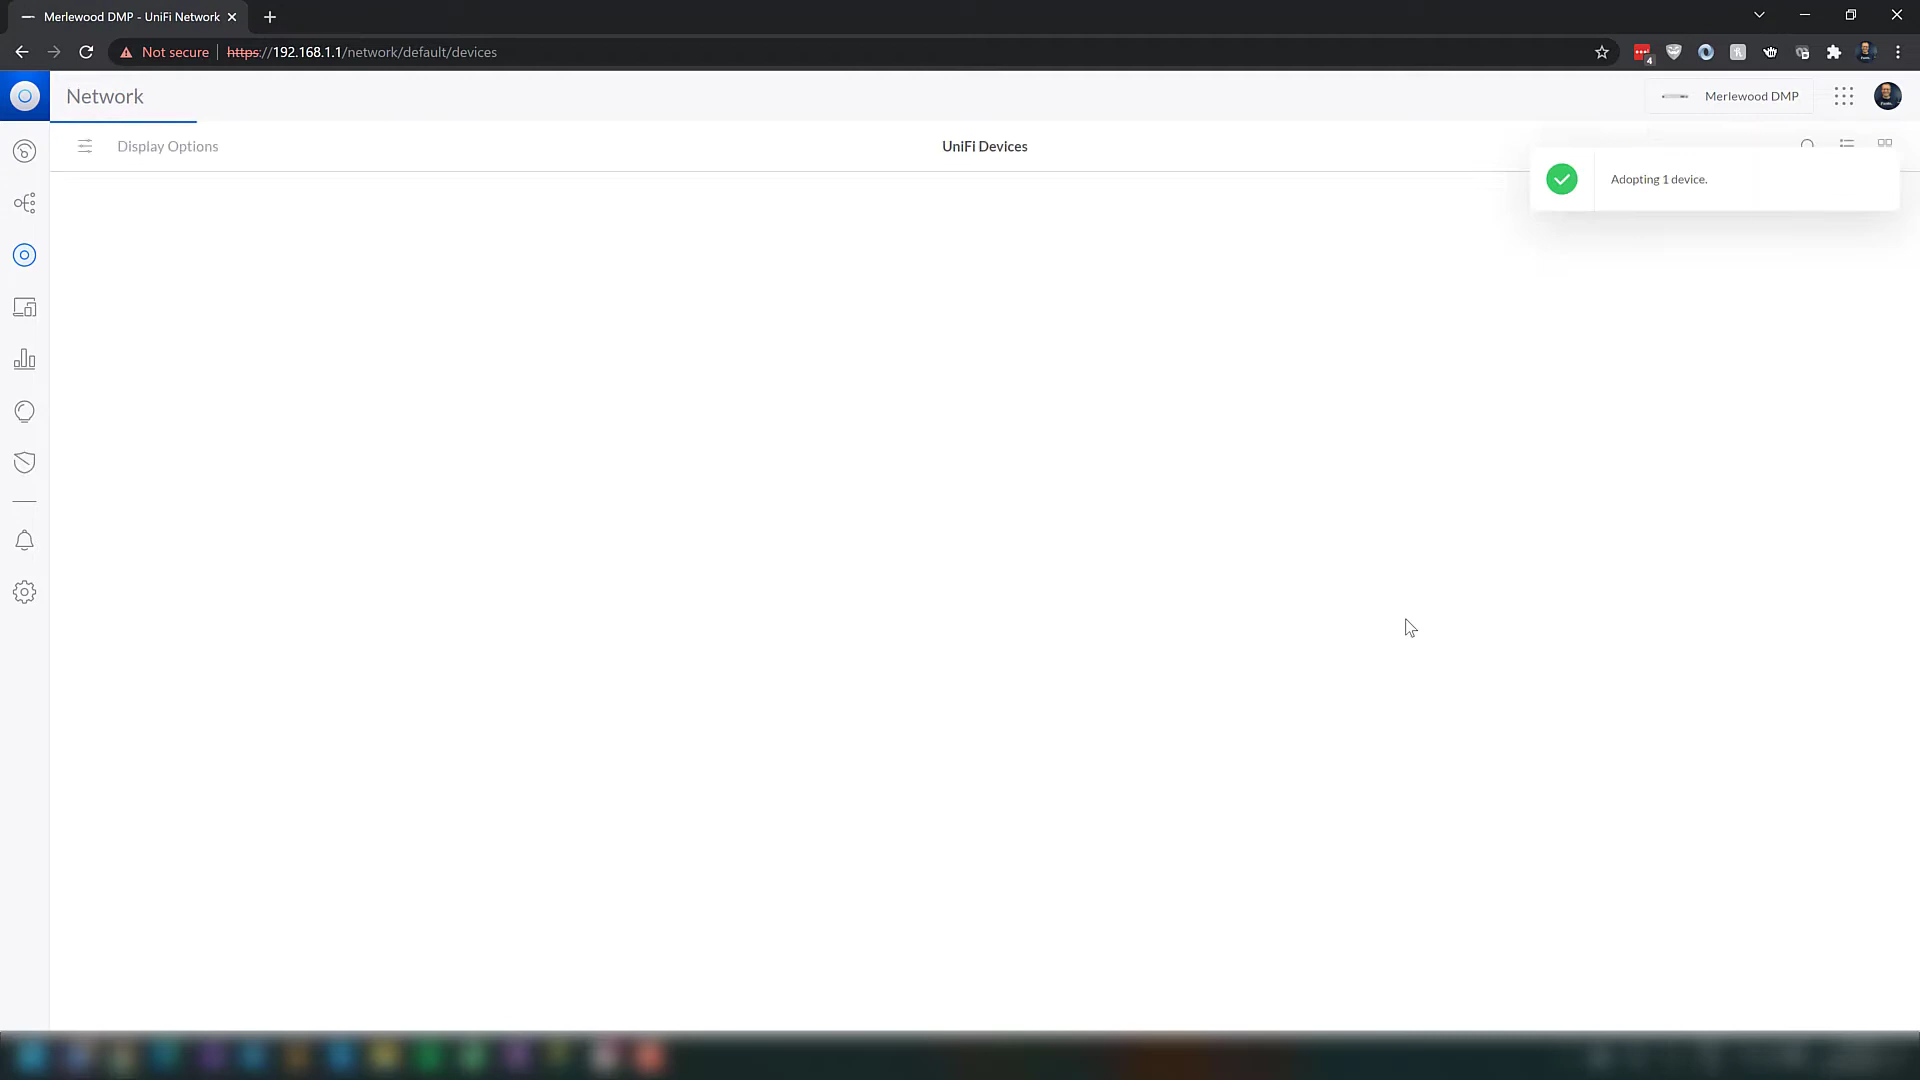 Merlewood DMP - UniFi Network
Not secure
https://192.168.1.1/network/default/devices
4
Network
Merlewood DMP
Display Options
UniFi Devices
Adopting 1 device.